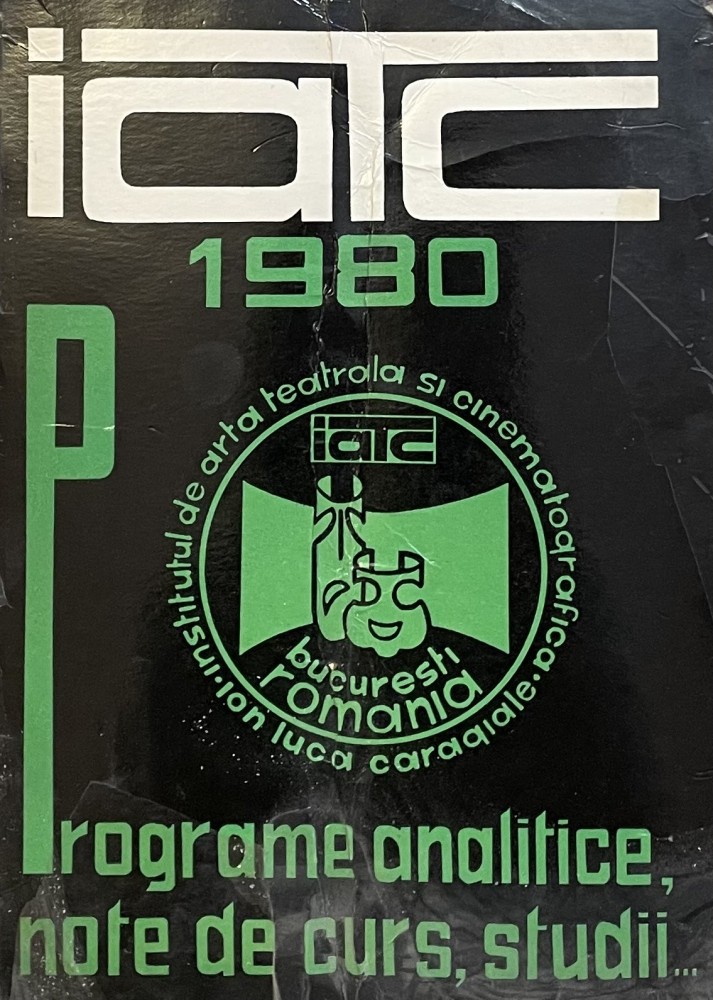 iatc
1980
institutul de arta teatrala si cinematografica
·ion luca caragiale·
iatc
bucuresti
romania
Programe analitice,
note de curs, studii...